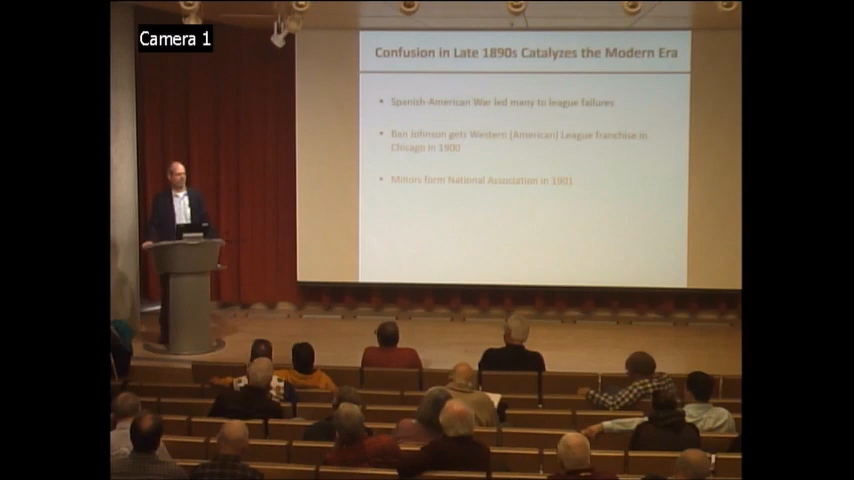 Camera 1
Confusion in Late 1890s Catalyzes the Modern Era
Spanish-American War led many to league failures
Ban Johnson gets Western (American) League franchise in
Chicago in 1900
Minors form National Association in 1901